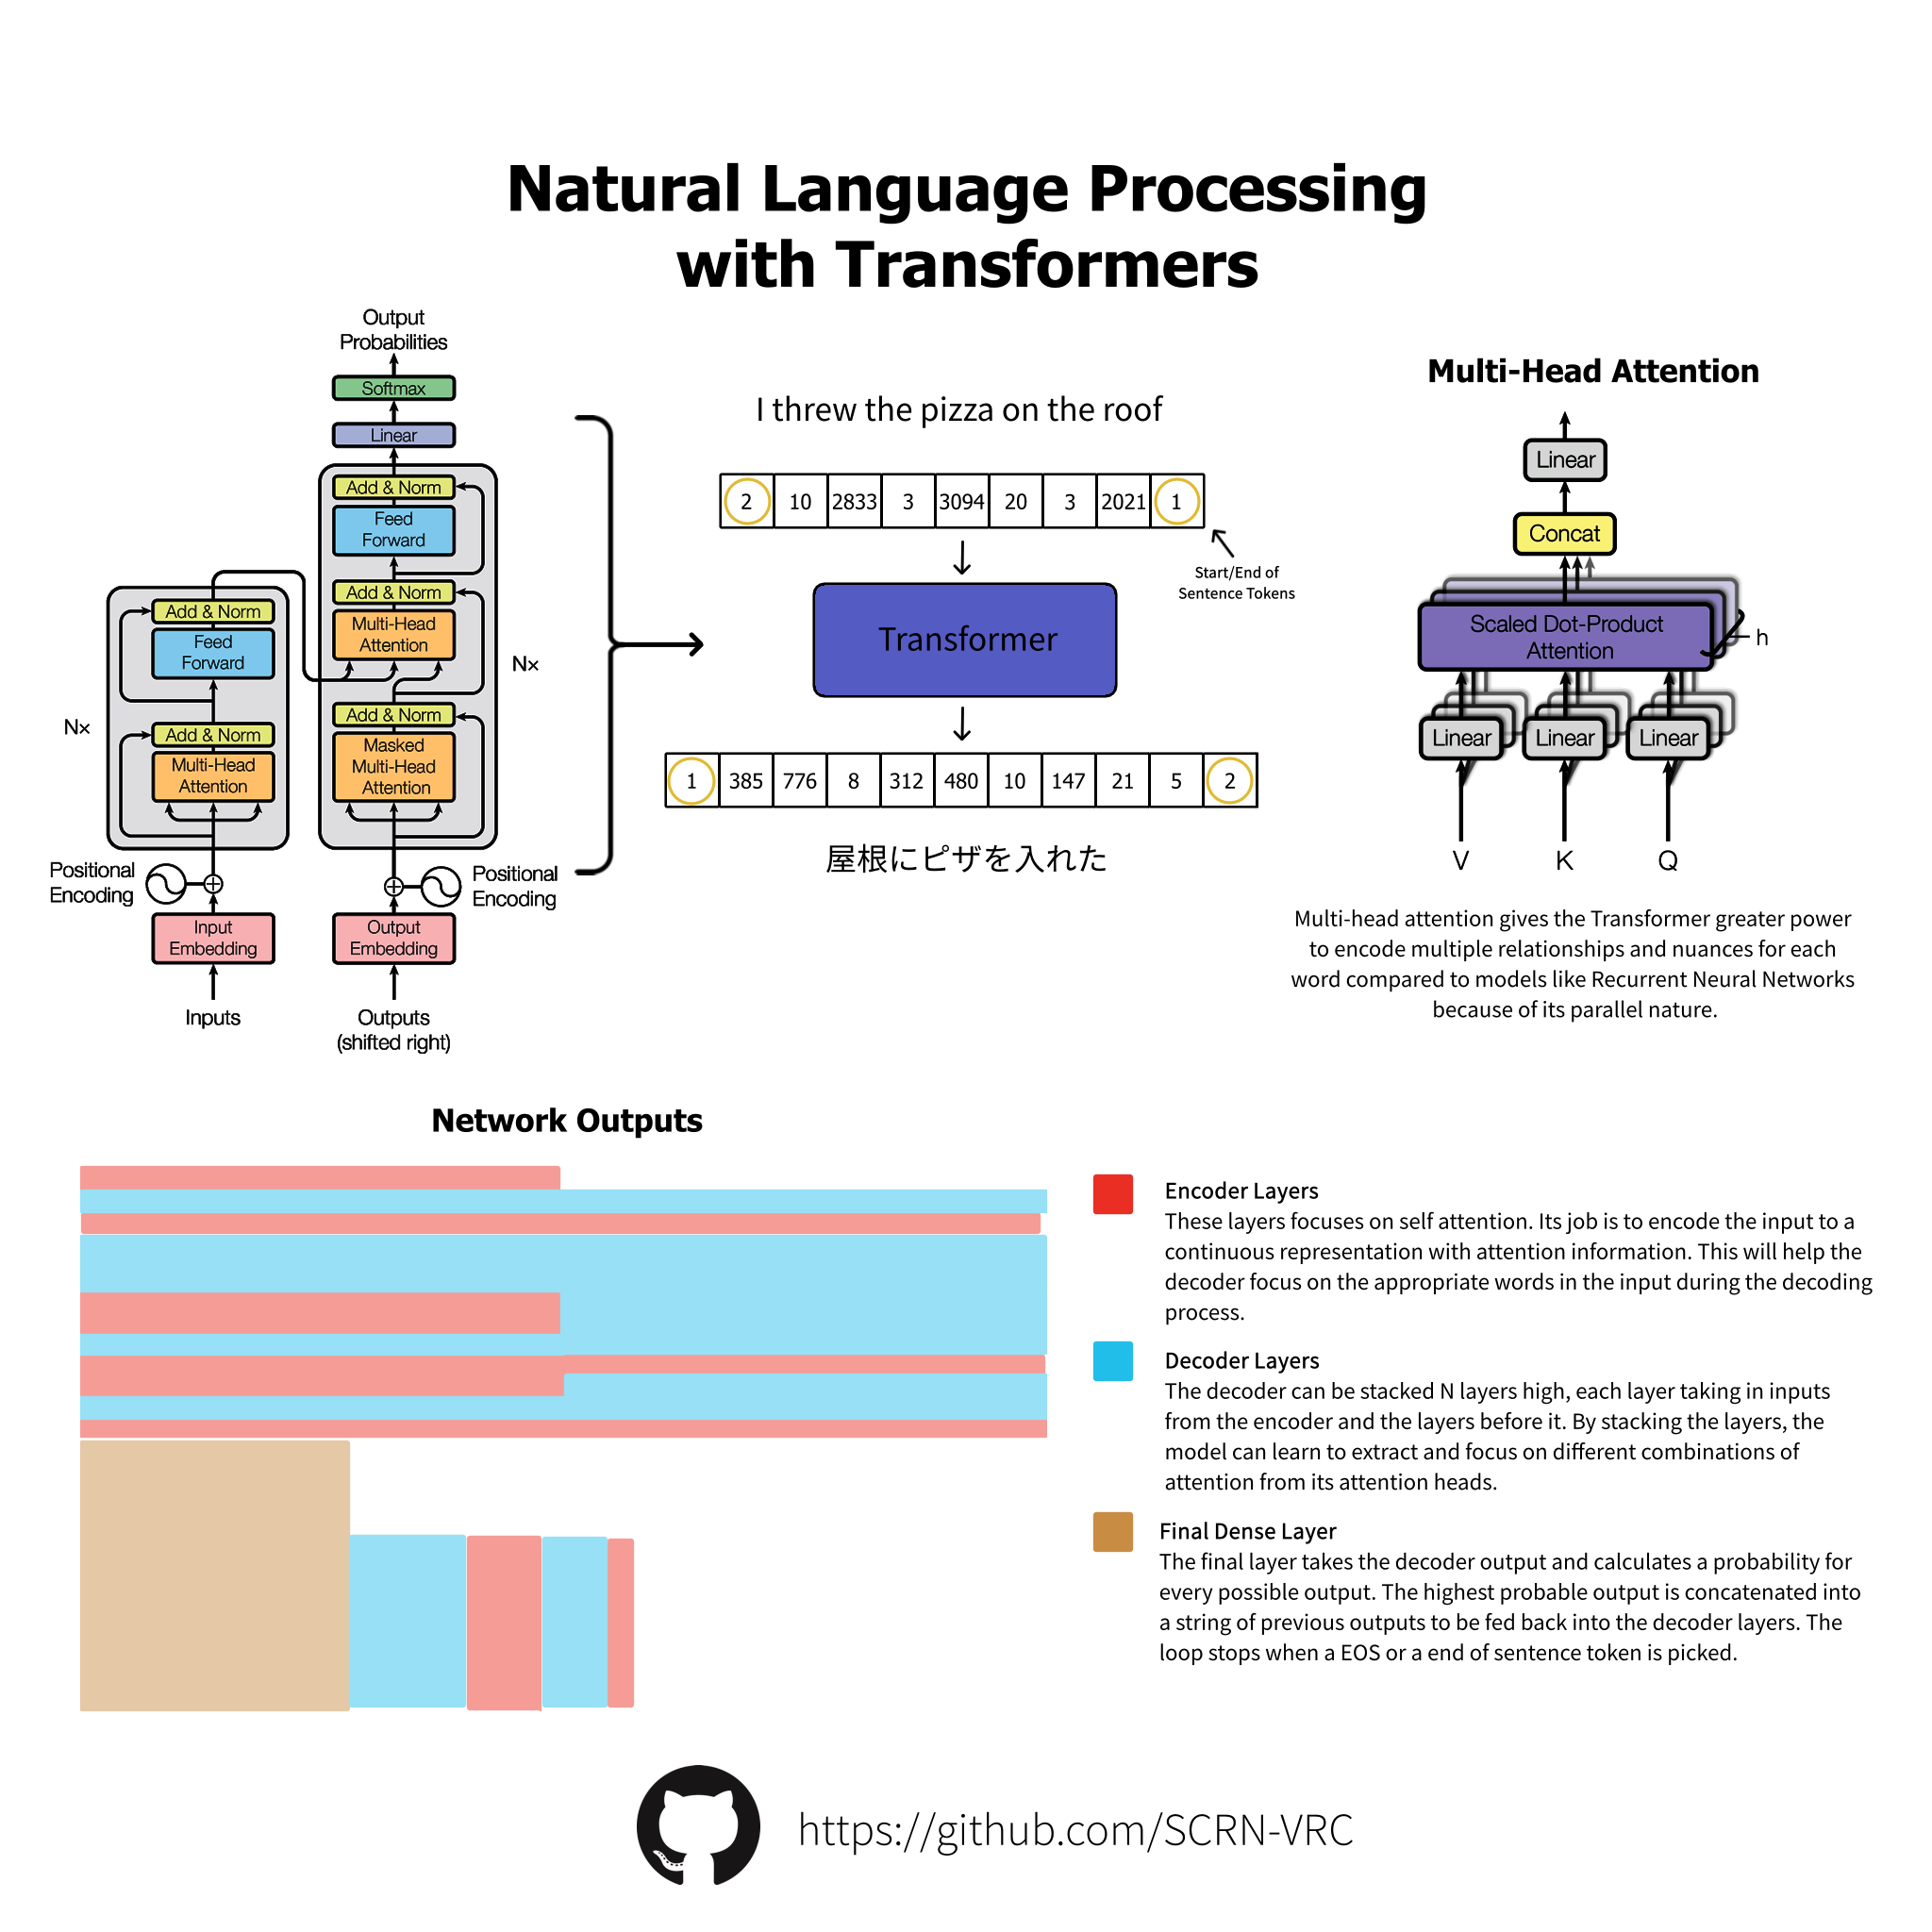 Natural Language Processing
with Transformers
Output
Probabilities
Softmax
Linear
Add & Norm
Feed
Forward
Add & Norm
Multi-Head
Attention
Add & Norm
Masked
Multi-Head
Attention
Nx
Add & Norm
Feed
Forward
Add & Norm
Multi-Head
Attention
Nx
Positional
Encoding
Positional
Encoding
Input
Embedding
Output
Embedding
Inputs
Outputs
(shifted right)
I threw the pizza on the roof
2 10 2833 3 3094 20 3 2021 1
Start/End of
Sentence Tokens
Transformer
1 385 776 8 312 480 10 147 21 5 2
屋根にピザを入れた
Multi-Head Attention
Linear
Concat
Scaled Dot-Product
Attention
h
Linear Linear Linear
V K Q
Multi-head attention gives the Transformer greater power
to encode multiple relationships and nuances for each
word compared to models like Recurrent Neural Networks
because of its parallel nature.
Network Outputs
Encoder Layers
These layers focuses on self attention. Its job is to encode the input to a
continuous representation with attention information. This will help the
decoder focus on the appropriate words in the input during the decoding
process.
Decoder Layers
The decoder can be stacked N layers high, each layer taking in inputs
from the encoder and the layers before it. By stacking the layers, the
model can learn to extract and focus on different combinations of
attention from its attention heads.
Final Dense Layer
The final layer takes the decoder output and calculates a probability for
every possible output. The highest probable output is concatenated into
a string of previous outputs to be fed back into the decoder layers. The
loop stops when a EOS or a end of sentence token is picked.
https://github.com/SCRN-VRC